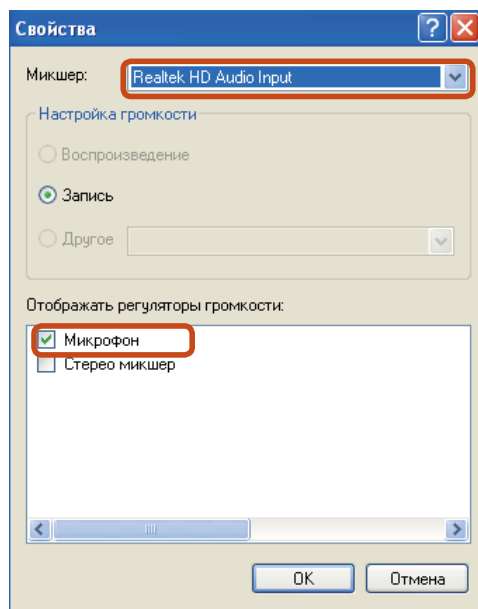 Свойства
Микшер: Realtek HD Audio Input
Настройка громкости
Воспроизведение
Запись
Другое
Отображать регуляторы громкости:
Микрофон
Стерео микшер
OK Отмена